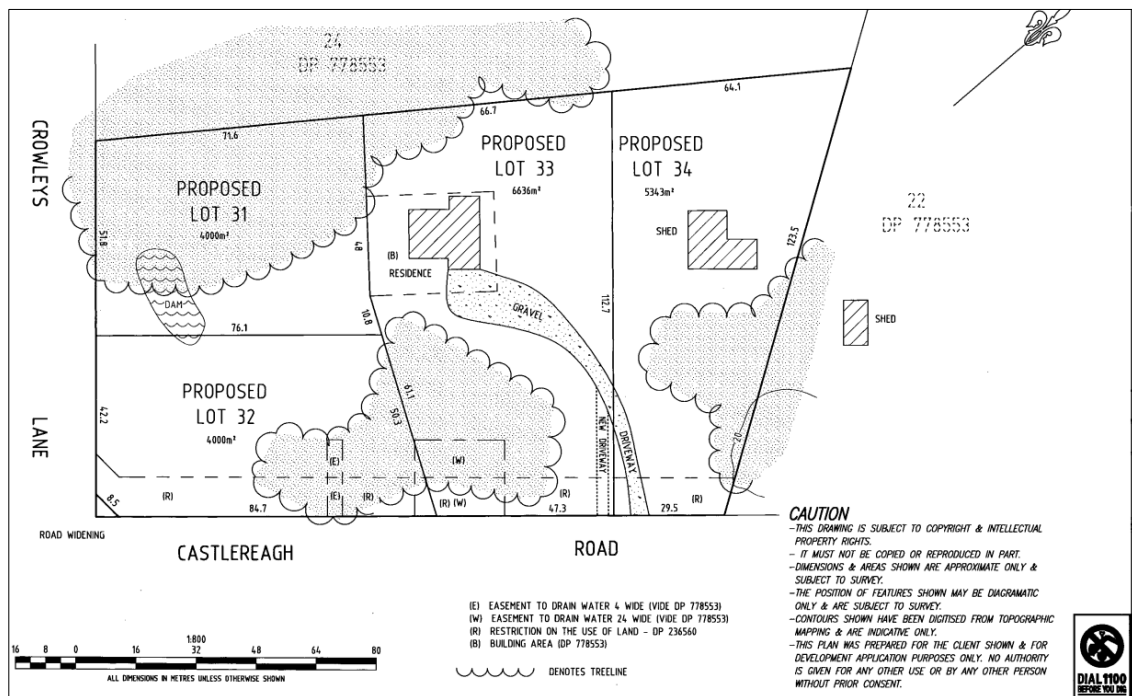 24
DP 778553
64.1
66.7
71.6
CROWLEYS
LANE
PROPOSED
LOT 31
4000m²
PROPOSED
LOT 33
6636m²
PROPOSED
LOT 34
5343m²
22
DP 778553
51.8
48
(B)
RESIDENCE
SHED
123.5
DAM
GRAVEL
112.7
SHED
10.8
76.1
PROPOSED
LOT 32
4000m²
42.2
61.1
50.3
NEW DRIVEWAY
DRIVEWAY
20
(E)
(W)
(R)
(E)
(R)
(R) (W)
(R)
(R)
8.5
84.7
47.3
29.5
ROAD WIDENING
CASTLEREAGH
ROAD
CAUTION
-THIS DRAWING IS SUBJECT TO COPYRIGHT & INTELLECTUAL
PROPERTY RIGHTS.
- IT MUST NOT BE COPIED OR REPRODUCED IN PART.
-DIMENSIONS & AREAS SHOWN ARE APPROXIMATE ONLY &
SUBJECT TO SURVEY.
-THE POSITION OF FEATURES SHOWN MAY BE DIAGRAMATIC
ONLY & ARE SUBJECT TO SURVEY.
-CONTOURS SHOWN HAVE BEEN DIGITISED FROM TOPOGRAPHIC
MAPPING & ARE INDICATIVE ONLY.
-THIS PLAN WAS PREPARED FOR THE CLIENT SHOWN & FOR
DEVELOPMENT APPLICATION PURPOSES ONLY. NO AUTHORITY
IS GIVEN FOR ANY OTHER USE OR BY ANY OTHER PERSON
WITHOUT PRIOR CONSENT.
(E) EASEMENT TO DRAIN WATER 4 WIDE (VIDE DP 778553)
(W) EASEMENT TO DRAIN WATER 24 WIDE (VIDE DP 778553)
(R) RESTRICTION ON THE USE OF LAND - DP 236560
(B) BUILDING AREA (DP 778553)
DENOTES TREELINE
1:800
16 8 0 16 32 48 64 80
ALL DIMENSIONS IN METRES UNLESS OTHERWISE SHOWN
DIAL 1100
BEFORE YOU DIG